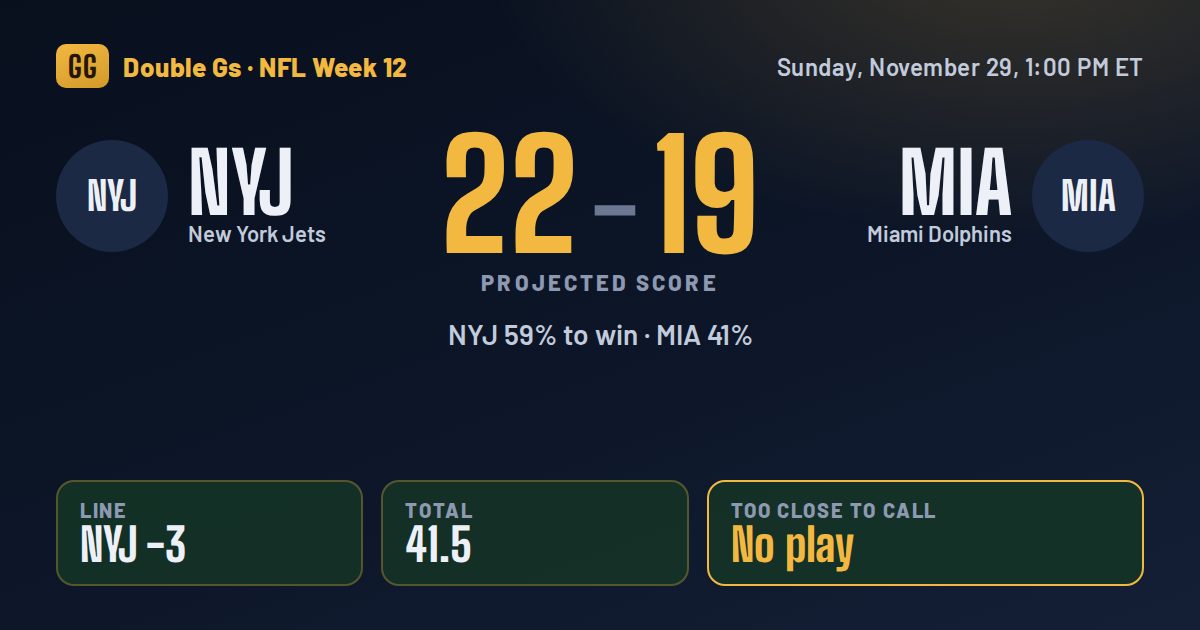 GG Double Gs · NFL Week 12
Sunday, November 29, 1:00 PM ET
NYJ
NYJ
New York Jets
22 – 19
PROJECTED SCORE
NYJ 59% to win · MIA 41%
MIA
Miami Dolphins
MIA
LINE
NYJ −3
TOTAL
41.5
TOO CLOSE TO CALL
No play